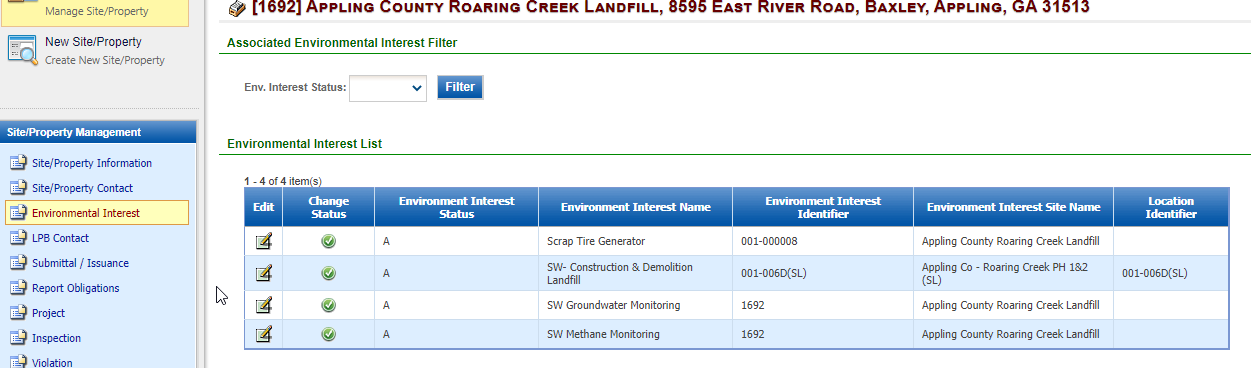 Manage Site/Property
[1692] Appling County Roaring Creek Landfill, 8595 East River Road, Baxley, Appling, GA 31513
New Site/Property
Create New Site/Property
Associated Environmental Interest Filter
Env. Interest Status:
Filter
Site/Property Management
Site/Property Information
Site/Property Contact
Environmental Interest
LPB Contact
Submittal / Issuance
Report Obligations
Project
Inspection
Violation
Environmental Interest List
1 - 4 of 4 item(s)
Edit Change Status Environment Interest Status Environment Interest Name Environment Interest Identifier Environment Interest Site Name Location Identifier
A Scrap Tire Generator 001-000008 Appling County Roaring Creek Landfill
A SW- Construction & Demolition Landfill 001-006D(SL) Appling Co - Roaring Creek PH 1&2 (SL) 001-006D(SL)
A SW Groundwater Monitoring 1692 Appling County Roaring Creek Landfill
A SW Methane Monitoring 1692 Appling County Roaring Creek Landfill